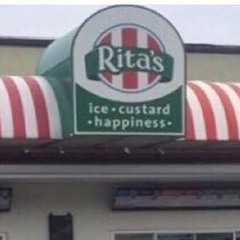 Rita's
ice • custard
• happiness •